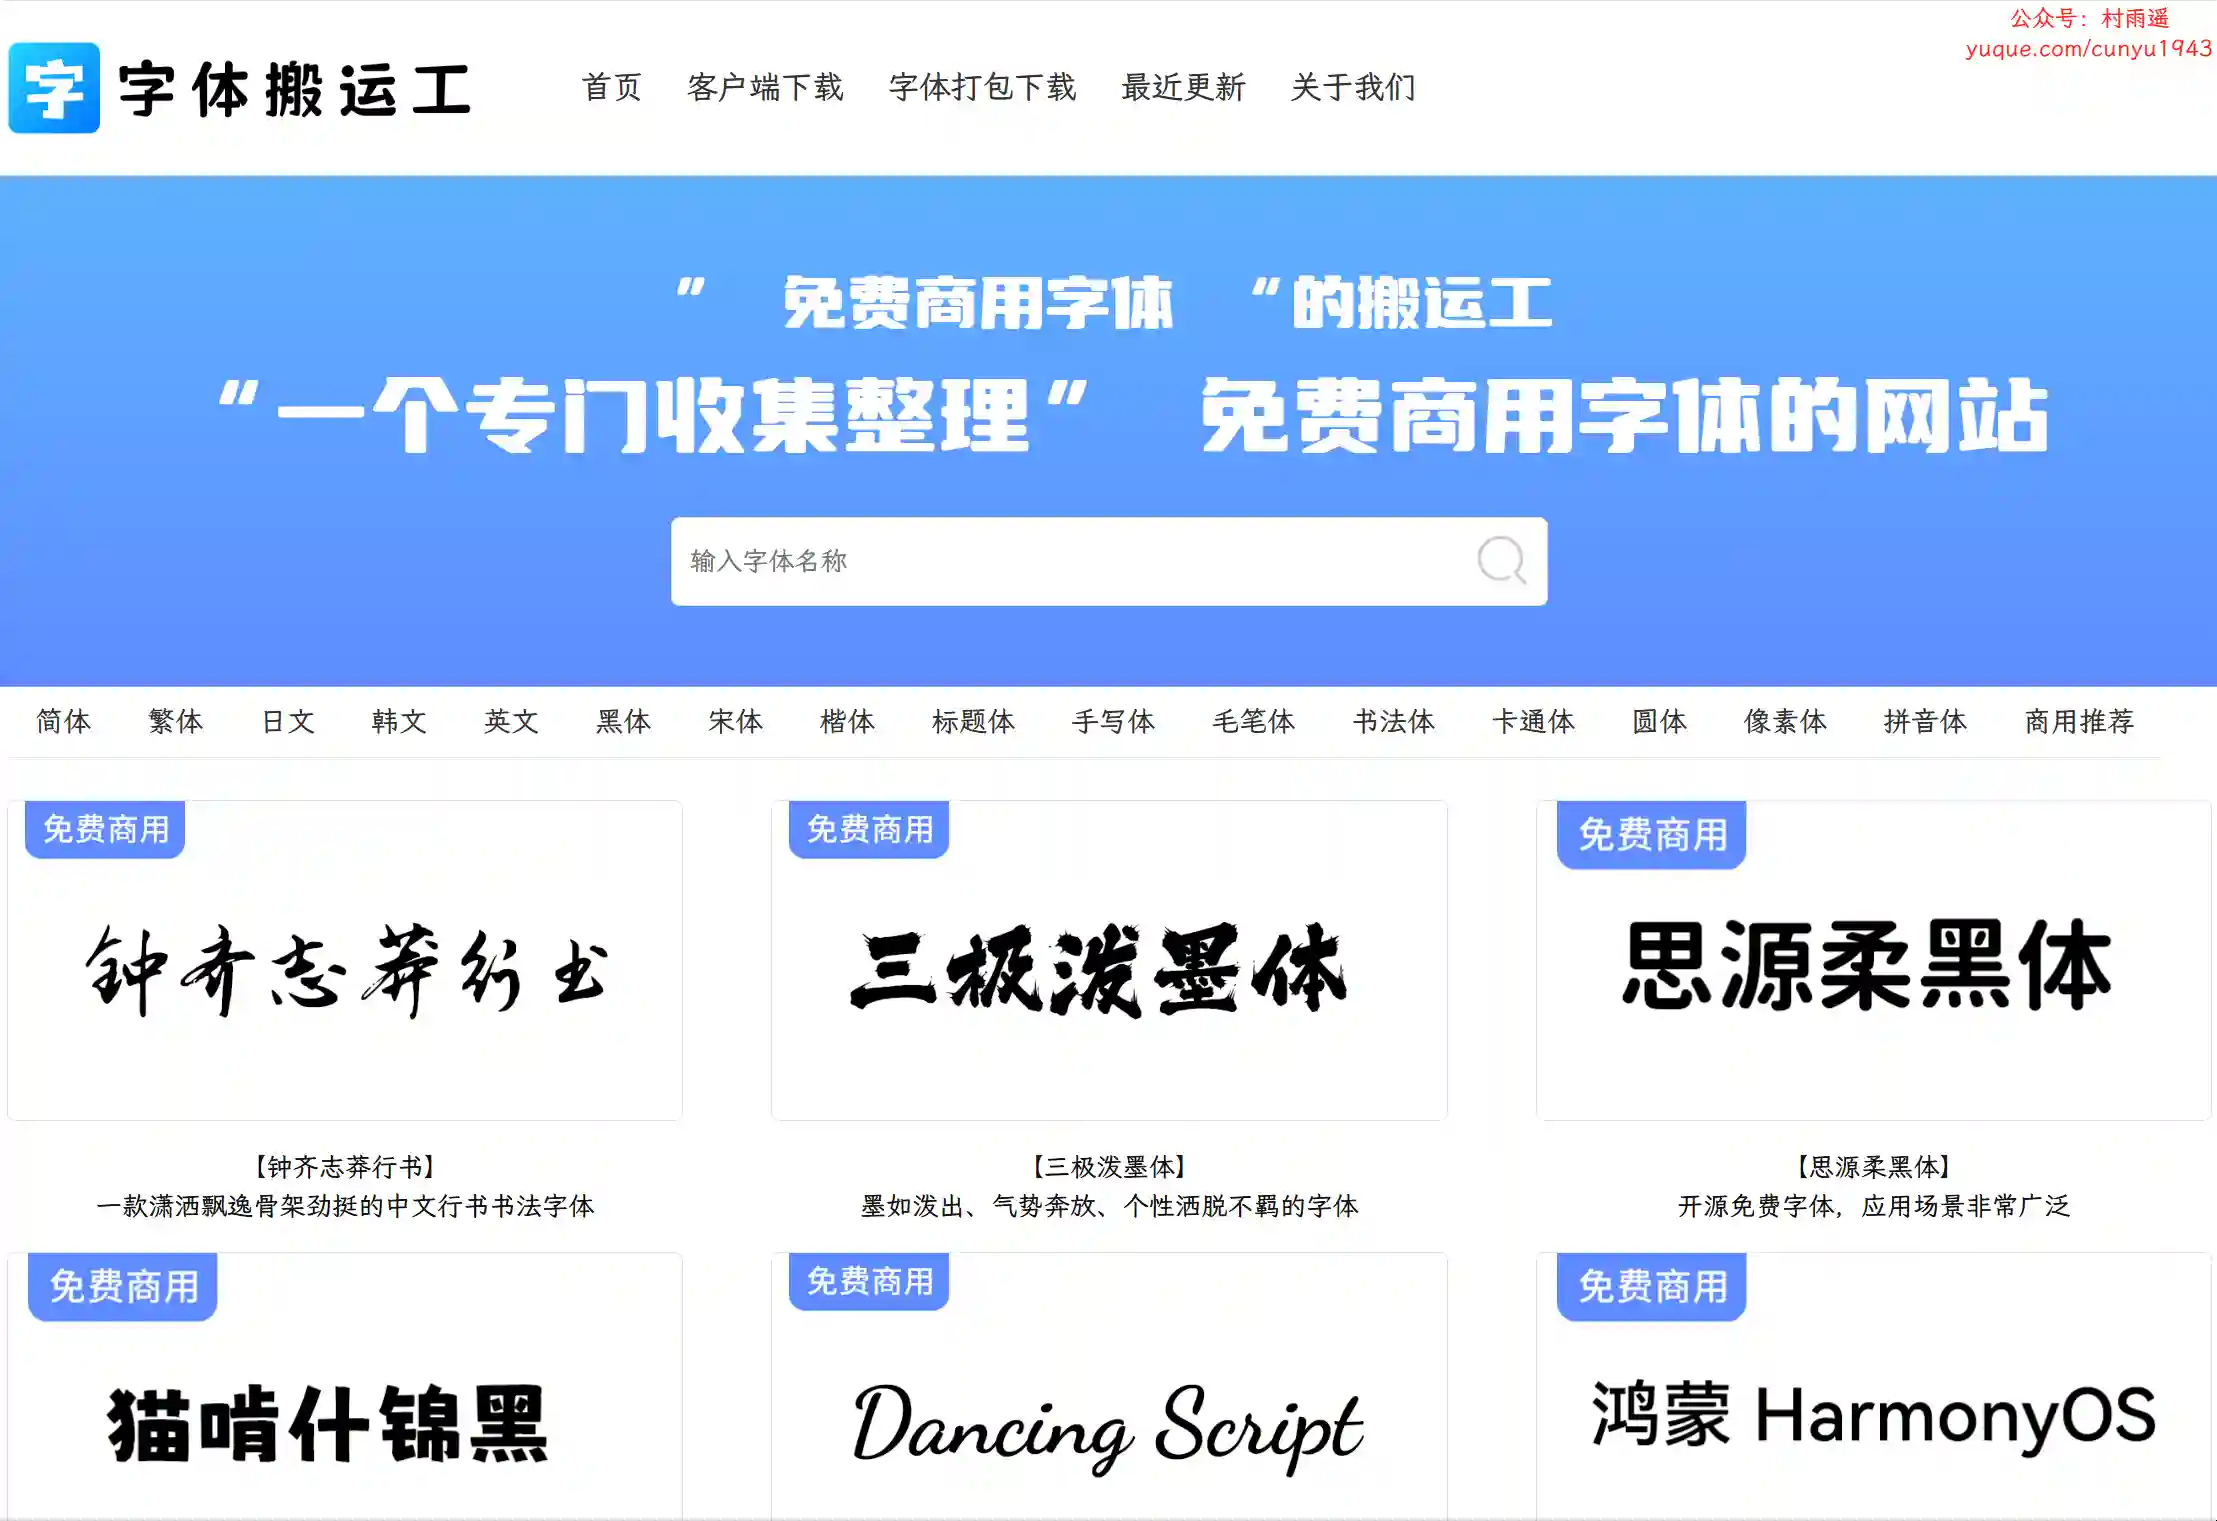 公众号：村雨遥
yuque.com/cunyu1943
字 字体搬运工
首页 客户端下载 字体打包下载 最近更新 关于我们
” 免费商用字体 “的搬运工
“一个专门收集整理” 免费商用字体的网站
输入字体名称
简体 繁体 日文 韩文 英文 黑体 宋体 楷体 标题体 手写体 毛笔体 书法体 卡通体 圆体 像素体 拼音体 商用推荐
免费商用
钟齐志莽行书
【钟齐志莽行书】
一款潇洒飘逸骨架劲挺的中文行书书法字体
免费商用
三极泼墨体
【三极泼墨体】
墨如泼出、气势奔放、个性洒脱不羁的字体
免费商用
思源柔黑体
【思源柔黑体】
开源免费字体，应用场景非常广泛
免费商用
猫啃什锦黑
免费商用
Dancing Script
免费商用
鸿蒙 HarmonyOS